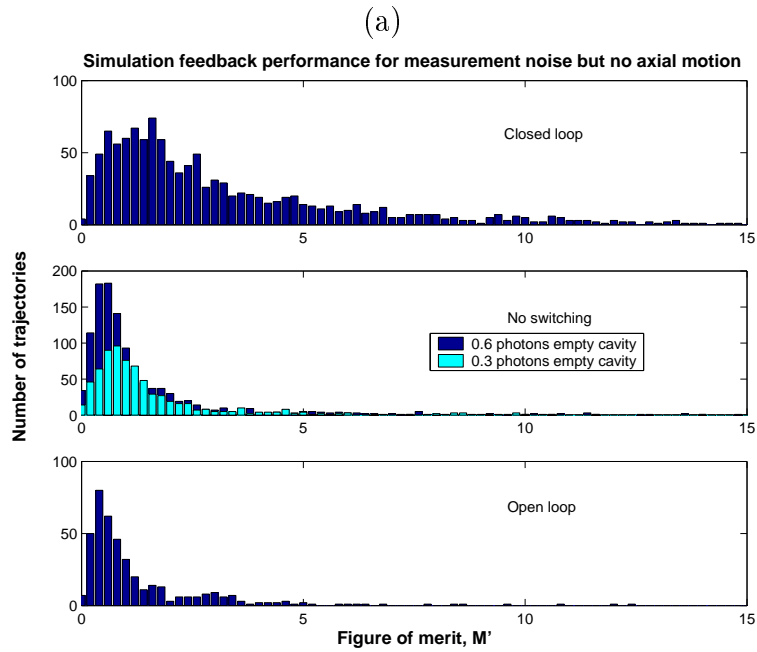 (a)
Simulation feedback performance for measurement noise but no axial motion
100
50
0
Closed loop
0 5 10 15
Number of trajectories
200
150
100
50
0
No switching
0.6 photons empty cavity
0.3 photons empty cavity
0 5 10 15
100
50
0
Open loop
0 5 10 15
Figure of merit, M'